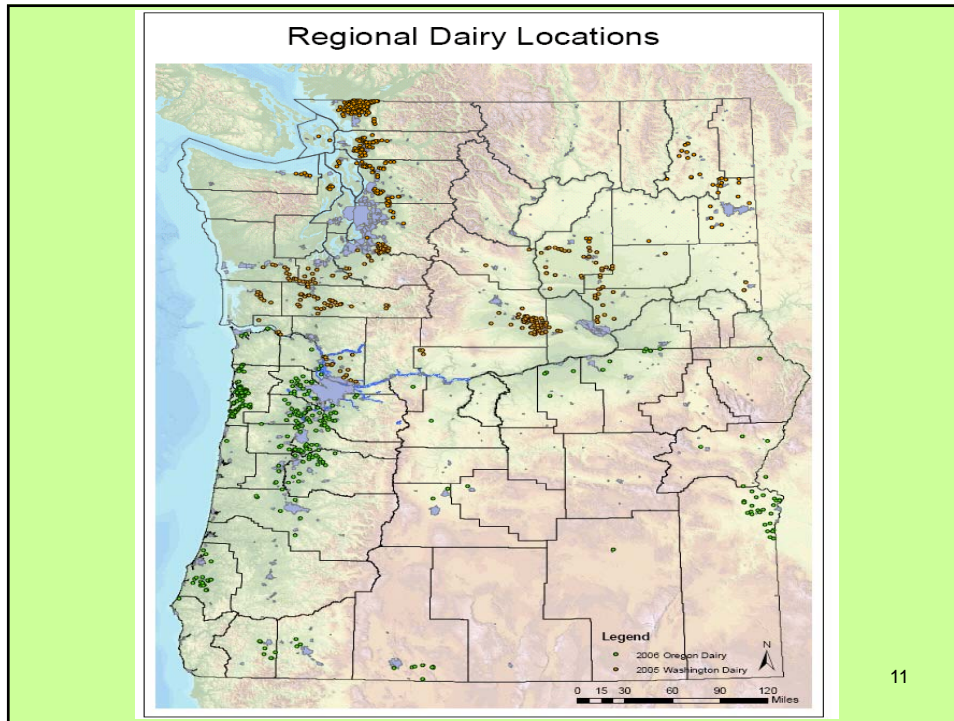 Regional Dairy Locations
Legend
2006 Oregon Dairy
2005 Washington Dairy
N
0 15 30 60 90 120
Miles
11